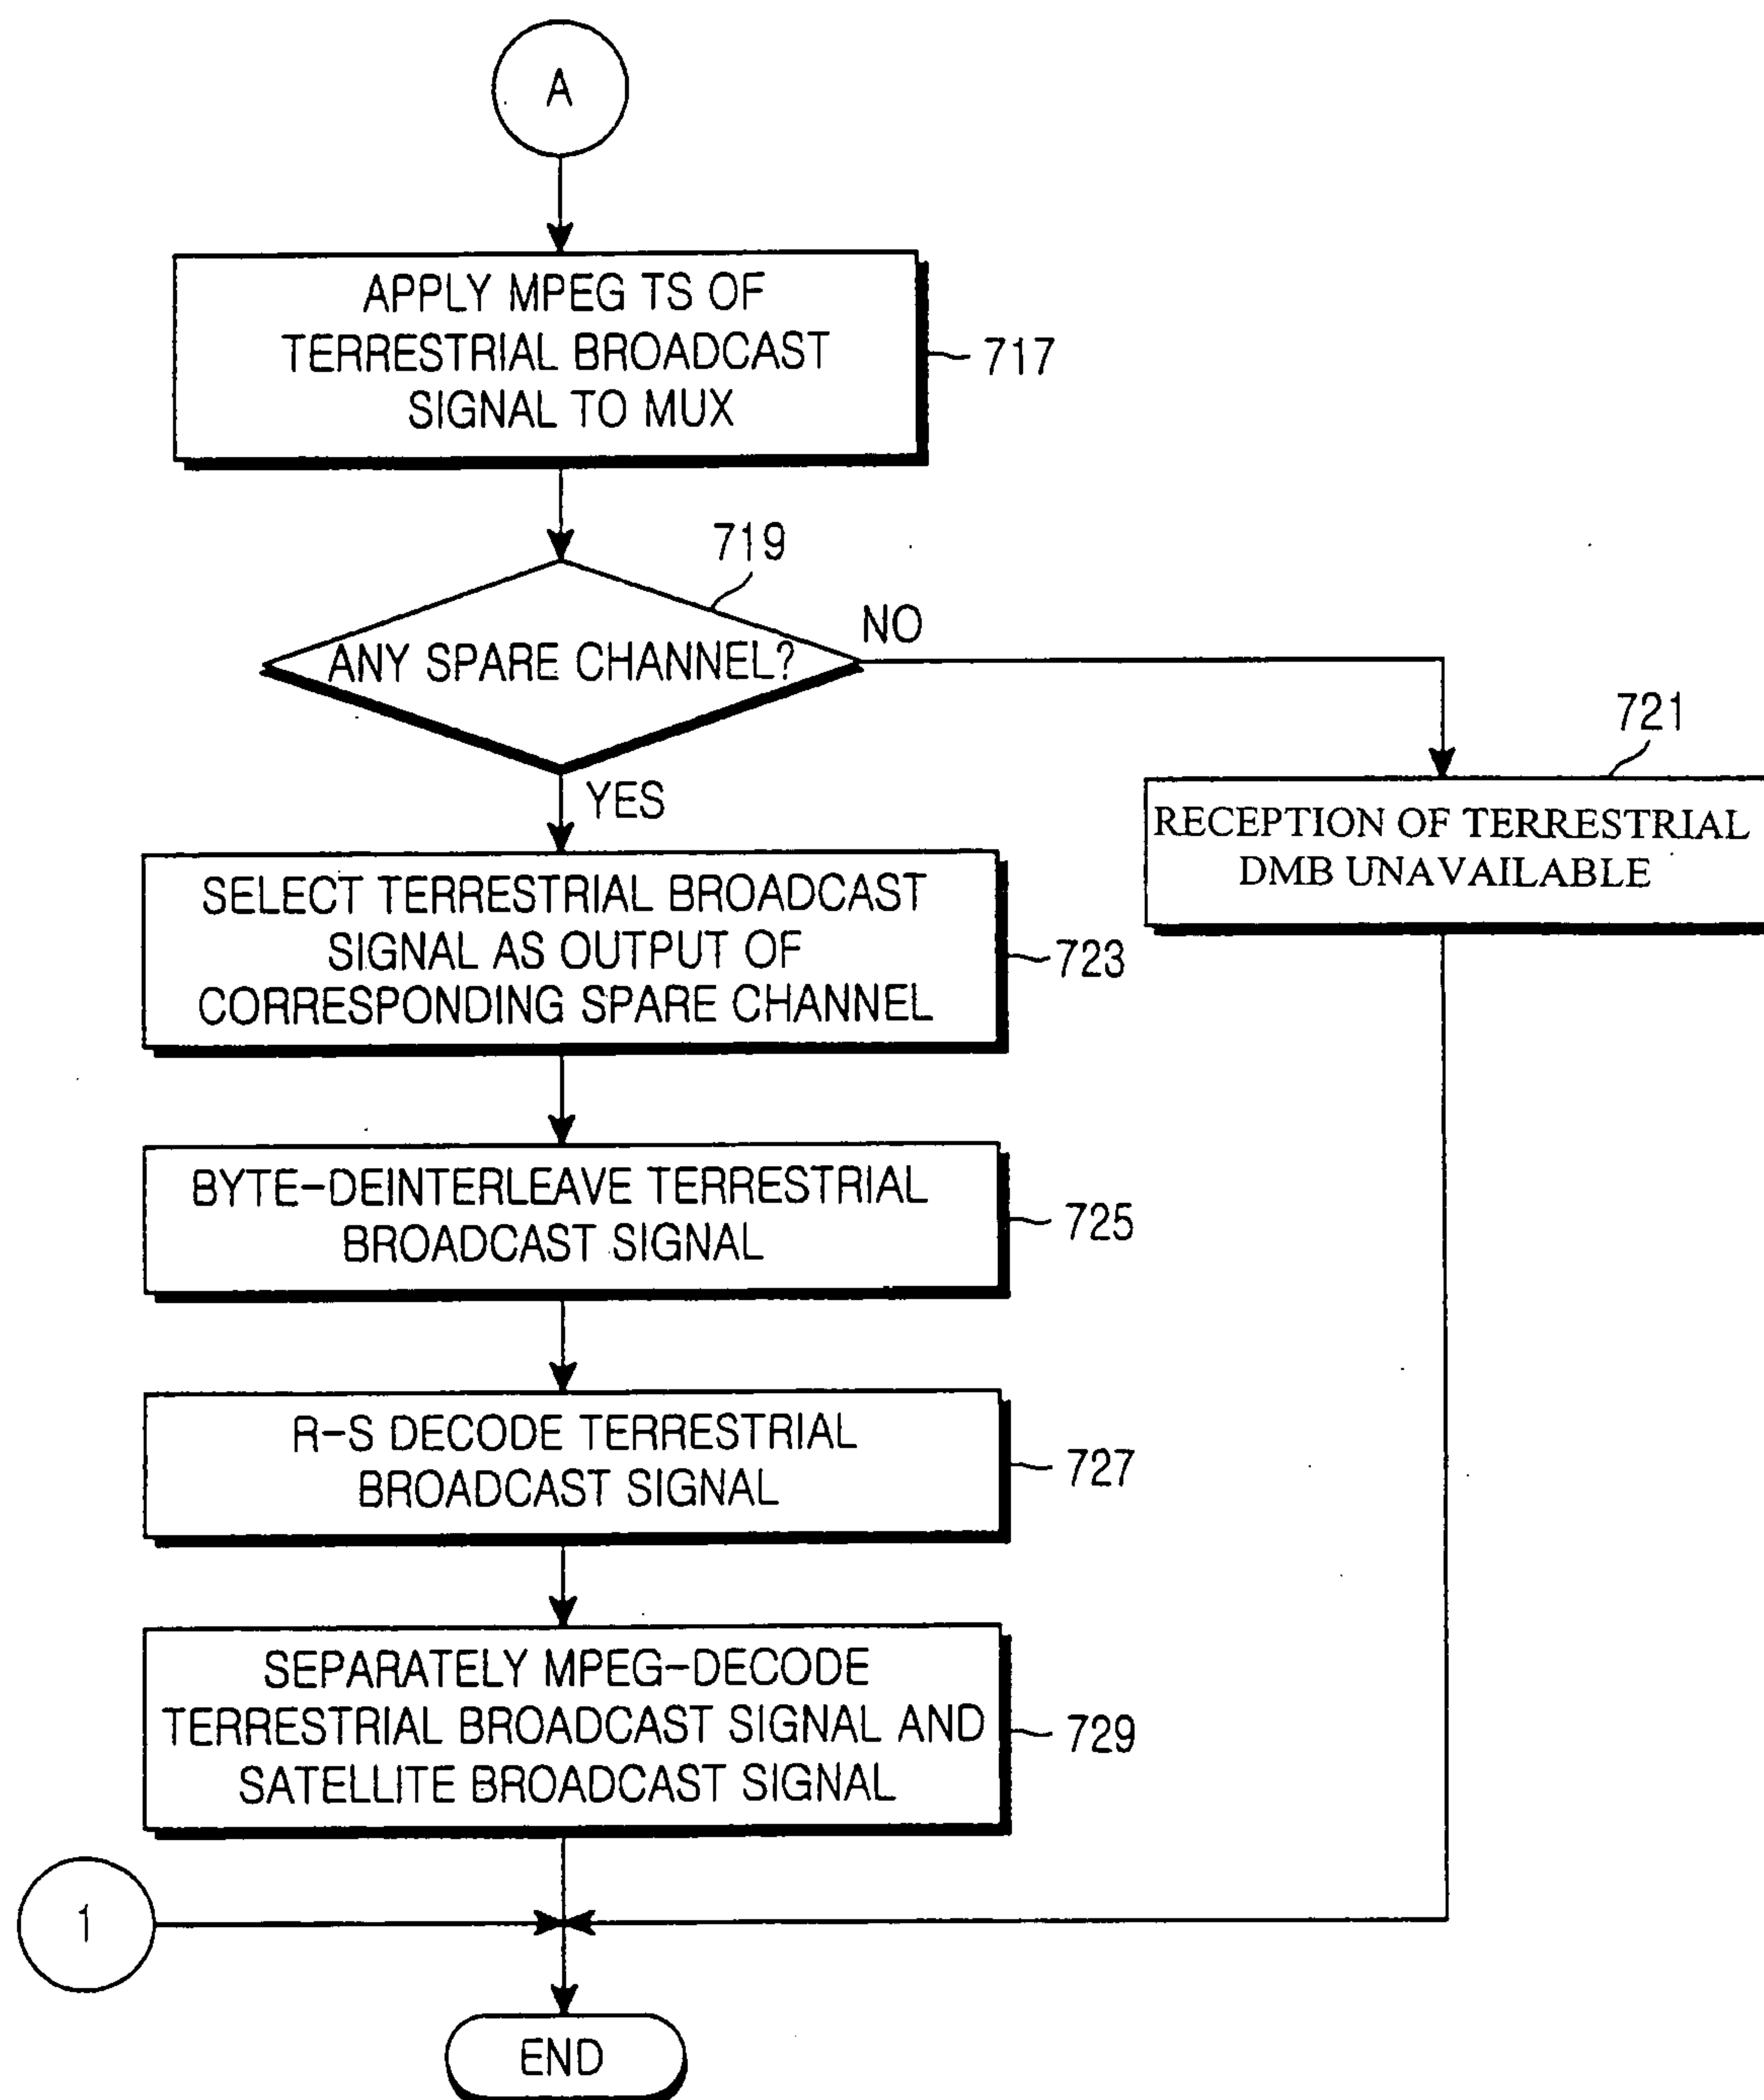 A
APPLY MPEG TS OF
TERRESTRIAL BROADCAST
SIGNAL TO MUX
717
719
ANY SPARE CHANNEL?
NO
YES
721
RECEPTION OF TERRESTRIAL
DMB UNAVAILABLE
SELECT TERRESTRIAL BROADCAST
SIGNAL AS OUTPUT OF
CORRESPONDING SPARE CHANNEL
723
BYTE-DEINTERLEAVE TERRESTRIAL
BROADCAST SIGNAL
725
R-S DECODE TERRESTRIAL
BROADCAST SIGNAL
727
SEPARATELY MPEG-DECODE
TERRESTRIAL BROADCAST SIGNAL AND
SATELLITE BROADCAST SIGNAL
729
1
END